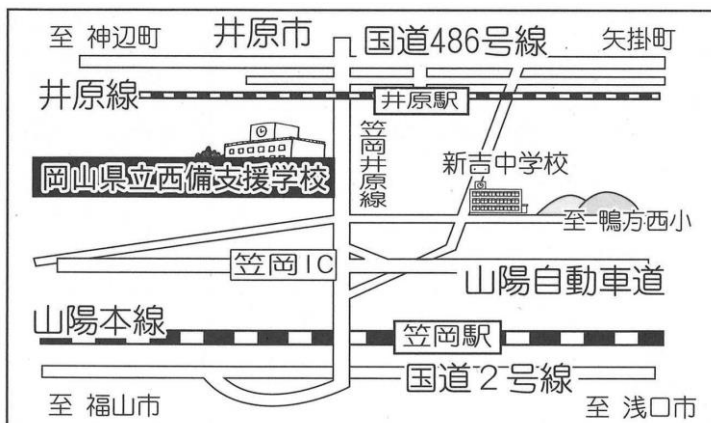 至 神辺町
井原市
国道486号線
矢掛町
井原線
井原駅
笠岡井原線
岡山県立西備支援学校
新吉中学校
至 鴨方西小
笠岡IC
山陽自動車道
山陽本線
笠岡駅
国道2号線
至 福山市
至 浅口市